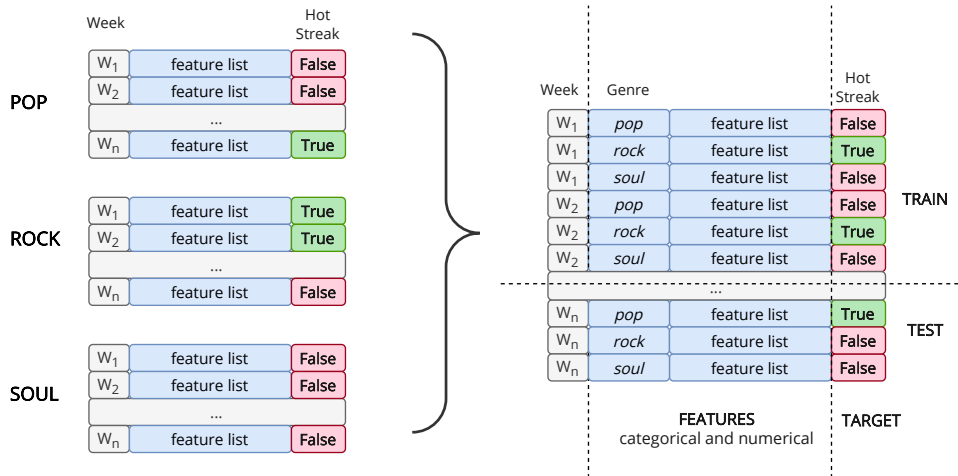 Week
Hot
Streak
POP
W1 feature list False
W2 feature list False
...
Wn feature list True
ROCK
W1 feature list True
W2 feature list True
...
Wn feature list False
SOUL
W1 feature list False
W2 feature list False
...
Wn feature list False
Week Genre
Hot
Streak
W1 pop feature list False
W1 rock feature list True
W1 soul feature list False
W2 pop feature list False
W2 rock feature list True
W2 soul feature list False
...
Wn pop feature list True
Wn rock feature list False
Wn soul feature list False
TRAIN
TEST
FEATURES
categorical and numerical
TARGET